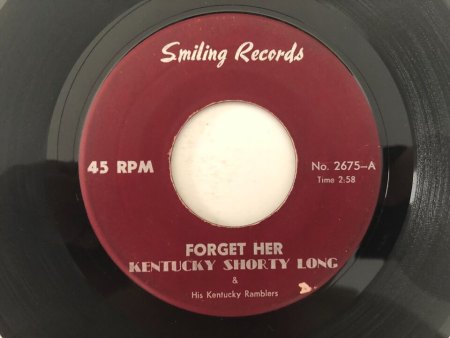 Smiling Records
45 RPM
No. 2675-A
Time 2:58
FORGET HER
KENTUCKY SHORTY LONG
&
His Kentucky Ramblers